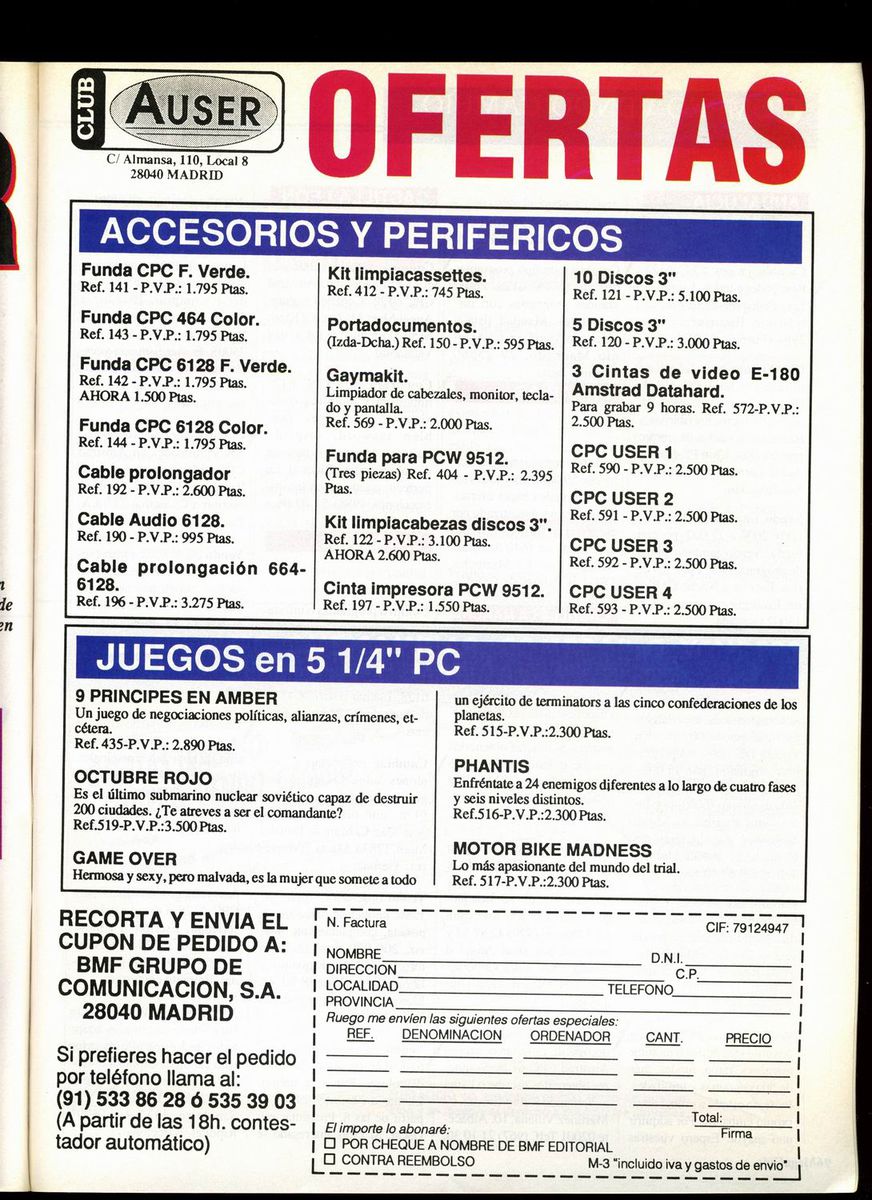 CLUB
AUSER
C/ Almansa, 110, Local 8
28040 MADRID
OFERTAS
ACCESORIOS Y PERIFERICOS
Funda CPC F. Verde.
Ref. 141 - P.V.P.: 1.795 Ptas.
Funda CPC 464 Color.
Ref. 143 - P.V.P.: 1.795 Ptas.
Funda CPC 6128 F. Verde.
Ref. 142 - P.V.P.: 1.795 Ptas.
AHORA 1.500 Ptas.
Funda CPC 6128 Color.
Ref. 144 - P.V.P.: 1.795 Ptas.
Cable prolongador
Ref. 192 - P.V.P.: 2.600 Ptas.
Cable Audio 6128.
Ref. 190 - P.V.P.: 995 Ptas.
Cable prolongación 664-
6128.
Ref. 196 - P.V.P.: 3.275 Ptas.
Kit limpiacassettes.
Ref. 412 - P.V.P.: 745 Ptas.
Portadocumentos.
(Izda-Dcha.) Ref. 150 - P.V.P.: 595 Ptas.
Gaymakit.
Limpiador de cabezales, monitor, tecla-
do y pantalla.
Ref. 569 - P.V.P.: 2.000 Ptas.
Funda para PCW 9512.
(Tres piezas) Ref. 404 - P.V.P.: 2.395
Ptas.
Kit limpiacabezas discos 3".
Ref. 122 - P.V.P.: 3.100 Ptas.
AHORA 2.600 Ptas.
Cinta impresora PCW 9512.
Ref. 197 - P.V.P.: 1.550 Ptas.
10 Discos 3"
Ref. 121 - P.V.P.: 5.100 Ptas.
5 Discos 3"
Ref. 120 - P.V.P.: 3.000 Ptas.
3 Cintas de video E-180
Amstrad Datahard.
Para grabar 9 horas. Ref. 572-P.V.P.:
2.500 Ptas.
CPC USER 1
Ref. 590 - P.V.P.: 2.500 Ptas.
CPC USER 2
Ref. 591 - P.V.P.: 2.500 Ptas.
CPC USER 3
Ref. 592 - P.V.P.: 2.500 Ptas.
CPC USER 4
Ref. 593 - P.V.P.: 2.500 Ptas.
JUEGOS en 5 1/4" PC
9 PRINCIPES EN AMBER
Un juego de negociaciones políticas, alianzas, crímenes, et-
cétera.
Ref. 435-P.V.P.: 2.890 Ptas.
OCTUBRE ROJO
Es el último submarino nuclear soviético capaz de destruir
200 ciudades. ¿Te atreves a ser el comandante?
Ref.519-P.V.P.:3.500 Ptas.
GAME OVER
Hermosa y sexy, pero malvada, es la mujer que somete a todo
un ejército de terminators a las cinco confederaciones de los
planetas.
Ref. 515-P.V.P.:2.300 Ptas.
PHANTIS
Enfréntate a 24 enemigos diferentes a lo largo de cuatro fases
y seis niveles distintos.
Ref.516-P.V.P.:2.300 Ptas.
MOTOR BIKE MADNESS
Lo más apasionante del mundo del trial.
Ref. 517-P.V.P.:2.300 Ptas.
RECORTA Y ENVIA EL
CUPON DE PEDIDO A:
BMF GRUPO DE
COMUNICACION, S.A.
28040 MADRID
Si prefieres hacer el pedido
por teléfono llama al:
(91) 533 86 28 ó 535 39 03
(A partir de las 18h. contes-
tador automático)
N. Factura
CIF: 79124947
NOMBRE D.N.I.
DIRECCION C.P.
LOCALIDAD TELEFONO
PROVINCIA
Ruego me envíen las siguientes ofertas especiales:
REF. DENOMINACION ORDENADOR CANT. PRECIO
Total:
El importe lo abonaré: Firma
POR CHEQUE A NOMBRE DE BMF EDITORIAL
CONTRA REEMBOLSO M-3 "incluido iva y gastos de envio"